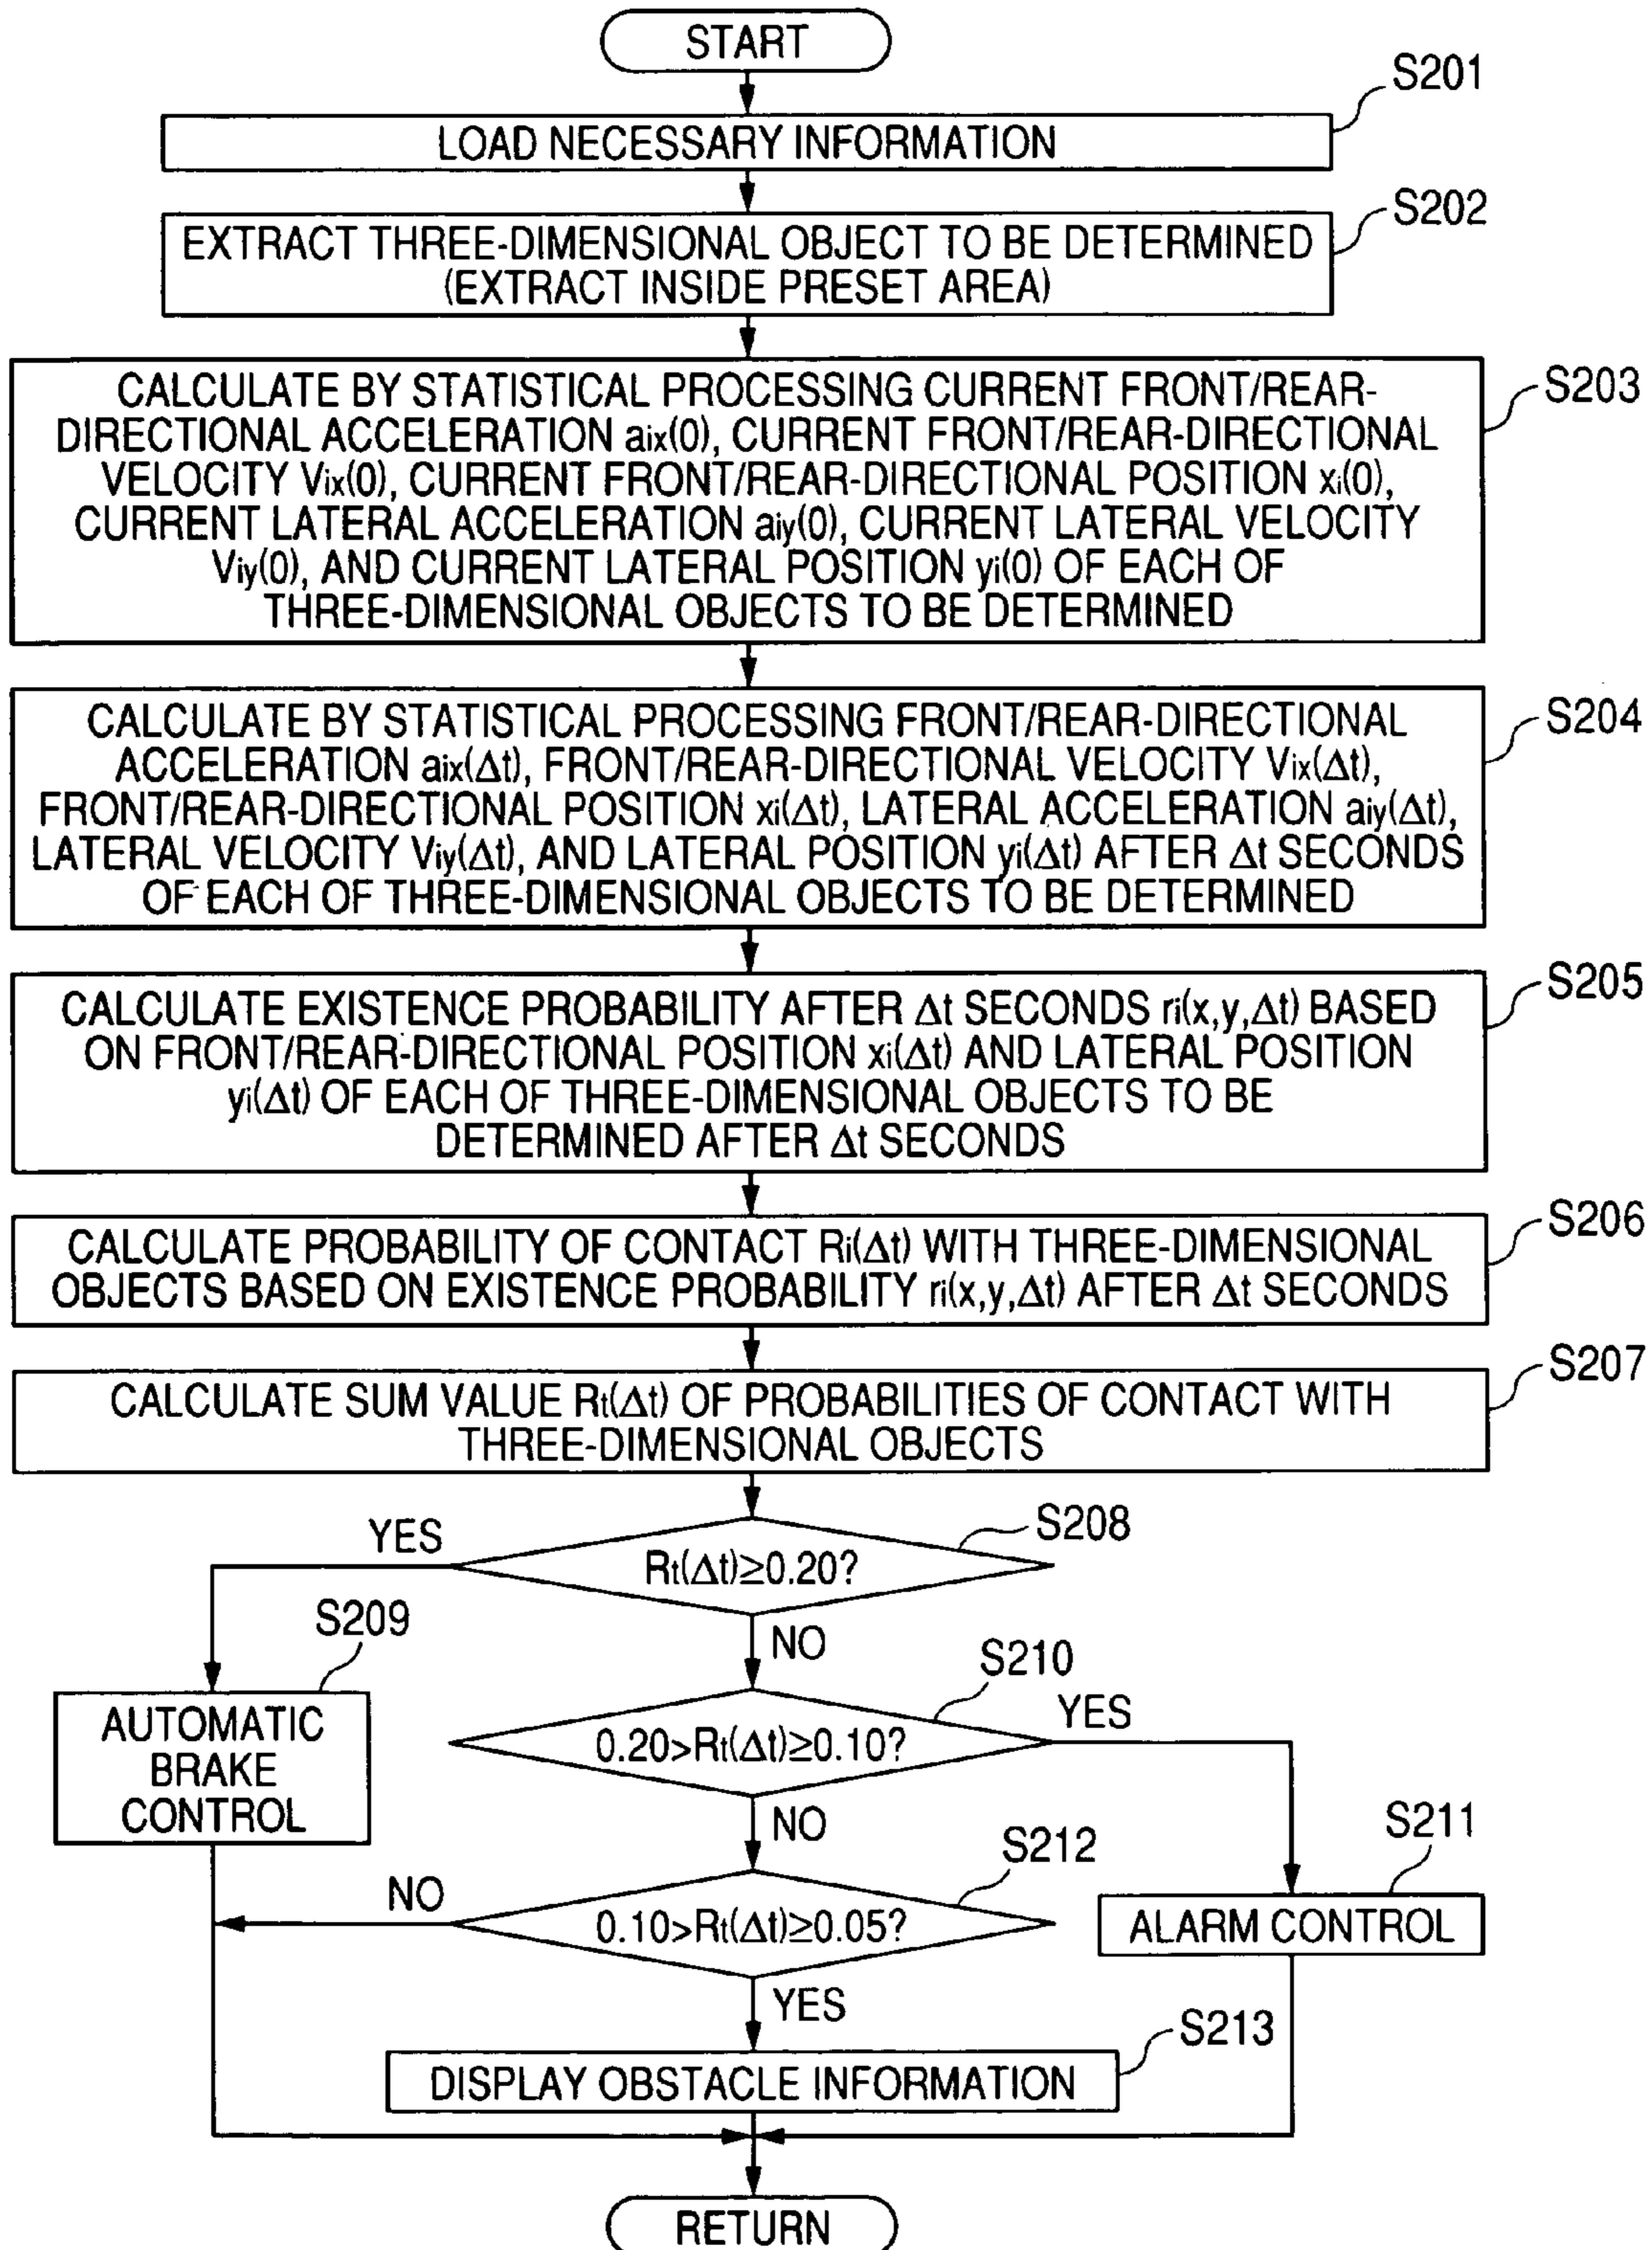 START
S201
LOAD NECESSARY INFORMATION
S202
EXTRACT THREE-DIMENSIONAL OBJECT TO BE DETERMINED
(EXTRACT INSIDE PRESET AREA)
S203
CALCULATE BY STATISTICAL PROCESSING CURRENT FRONT/REAR-
DIRECTIONAL ACCELERATION aix(0), CURRENT FRONT/REAR-DIRECTIONAL
VELOCITY Vix(0), CURRENT FRONT/REAR-DIRECTIONAL POSITION xi(0),
CURRENT LATERAL ACCELERATION aiy(0), CURRENT LATERAL VELOCITY
Viy(0), AND CURRENT LATERAL POSITION yi(0) OF EACH OF
THREE-DIMENSIONAL OBJECTS TO BE DETERMINED
S204
CALCULATE BY STATISTICAL PROCESSING FRONT/REAR-DIRECTIONAL
ACCELERATION aix(Δt), FRONT/REAR-DIRECTIONAL VELOCITY Vix(Δt),
FRONT/REAR-DIRECTIONAL POSITION xi(Δt), LATERAL ACCELERATION aiy(Δt),
LATERAL VELOCITY Viy(Δt), AND LATERAL POSITION yi(Δt) AFTER Δt SECONDS
OF EACH OF THREE-DIMENSIONAL OBJECTS TO BE DETERMINED
S205
CALCULATE EXISTENCE PROBABILITY AFTER Δt SECONDS ri(x,y,Δt) BASED
ON FRONT/REAR-DIRECTIONAL POSITION xi(Δt) AND LATERAL POSITION
yi(Δt) OF EACH OF THREE-DIMENSIONAL OBJECTS TO BE
DETERMINED AFTER Δt SECONDS
S206
CALCULATE PROBABILITY OF CONTACT Ri(Δt) WITH THREE-DIMENSIONAL
OBJECTS BASED ON EXISTENCE PROBABILITY ri(x,y,Δt) AFTER Δt SECONDS
S207
CALCULATE SUM VALUE Rt(Δt) OF PROBABILITIES OF CONTACT WITH
THREE-DIMENSIONAL OBJECTS
S208
YES
Rt(Δt)≥0.20?
S209
NO
S210
AUTOMATIC
BRAKE
CONTROL
YES
0.20>Rt(Δt)≥0.10?
NO
S211
S212
NO
0.10>Rt(Δt)≥0.05?
ALARM CONTROL
YES
S213
DISPLAY OBSTACLE INFORMATION
RETURN